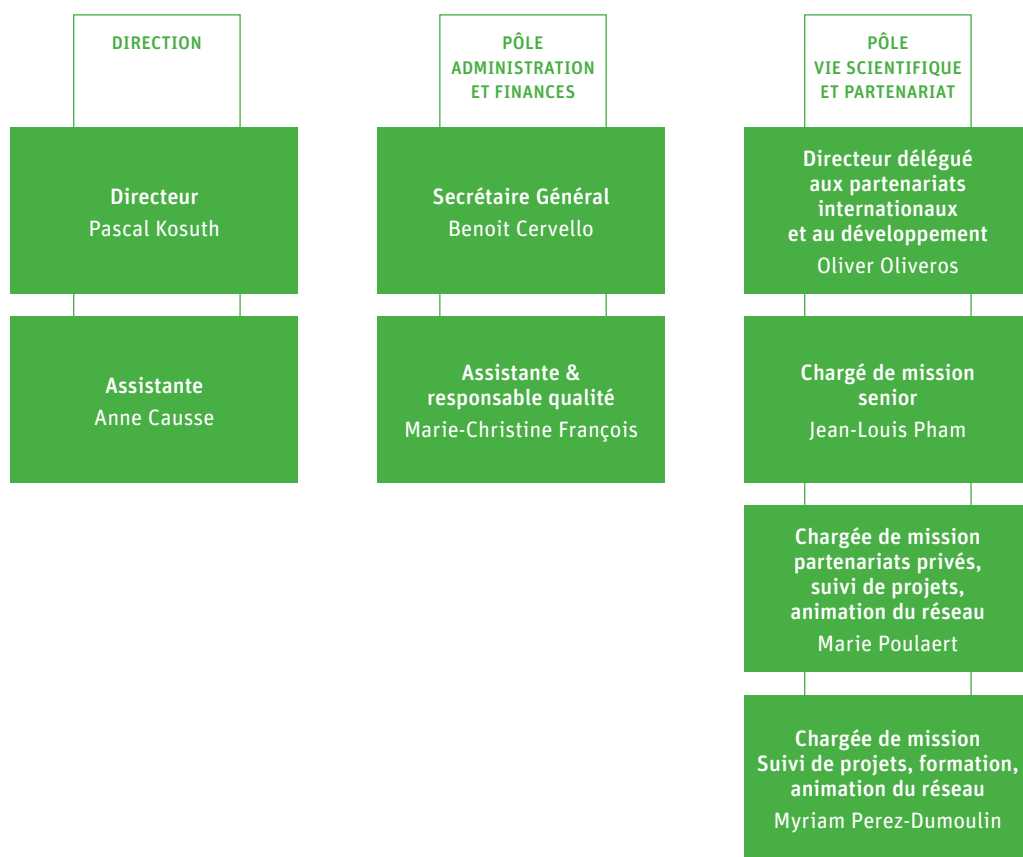 DIRECTION
Directeur
Pascal Kosuth
Assistante
Anne Causse
PÔLE
ADMINISTRATION
ET FINANCES
Secrétaire Général
Benoit Cervello
Assistante &
responsable qualité
Marie-Christine François
PÔLE
VIE SCIENTIFIQUE
ET PARTENARIAT
Directeur délégué
aux partenariats
internationaux
et au développement
Oliver Oliveros
Chargé de mission
senior
Jean-Louis Pham
Chargée de mission
partenariats privés,
suivi de projets,
animation du réseau
Marie Poulaert
Chargée de mission
Suivi de projets, formation,
animation du réseau
Myriam Perez-Dumoulin